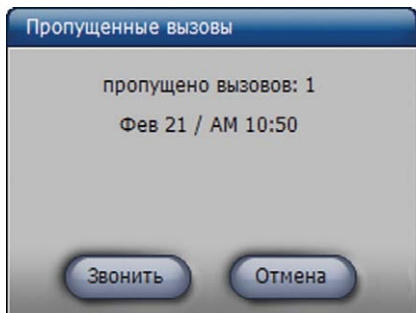 Пропущенные вызовы
пропущено вызовов: 1
Фев 21 / AM 10:50
Звонить
Отмена